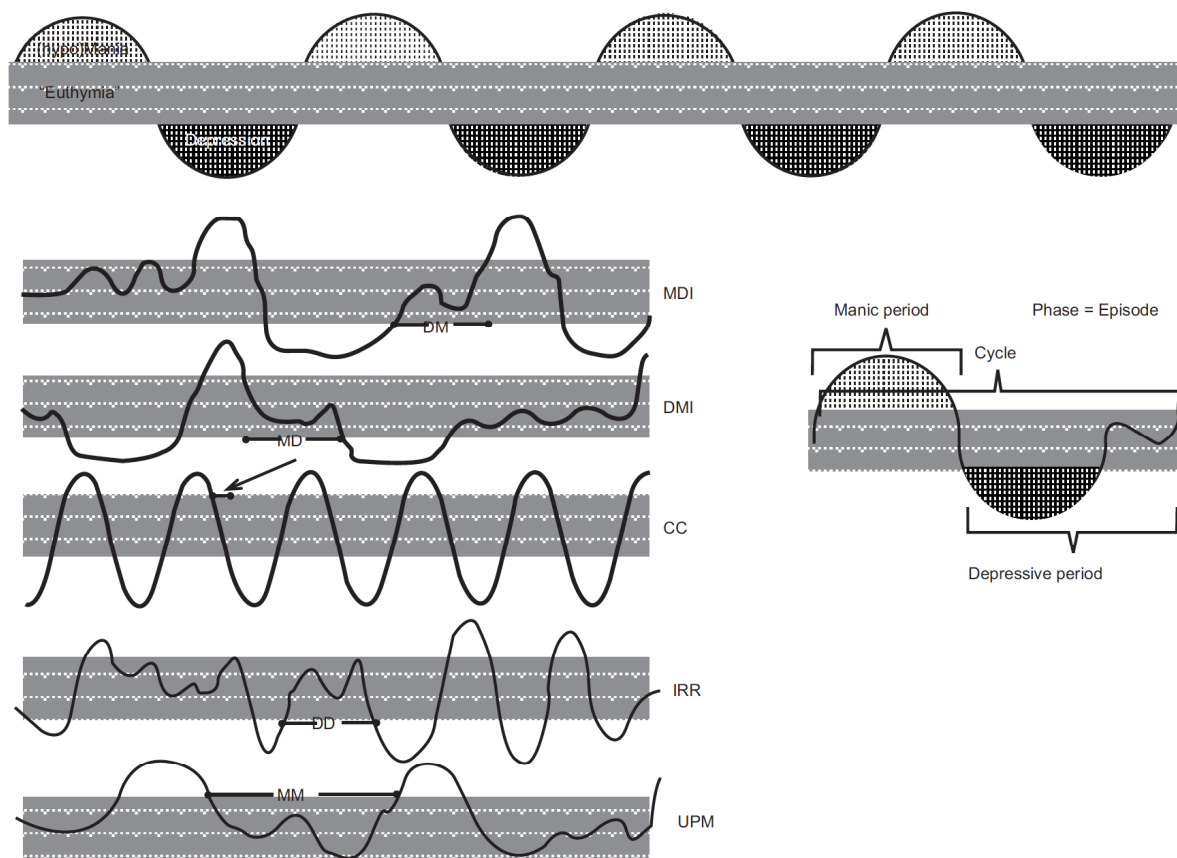 (hypo)Mania
"Euthymia"
Depression
MDI
DM
DMI
MD
CC
IRR
DD
MM
UPM
Manic period
Phase = Episode
Cycle
Depressive period